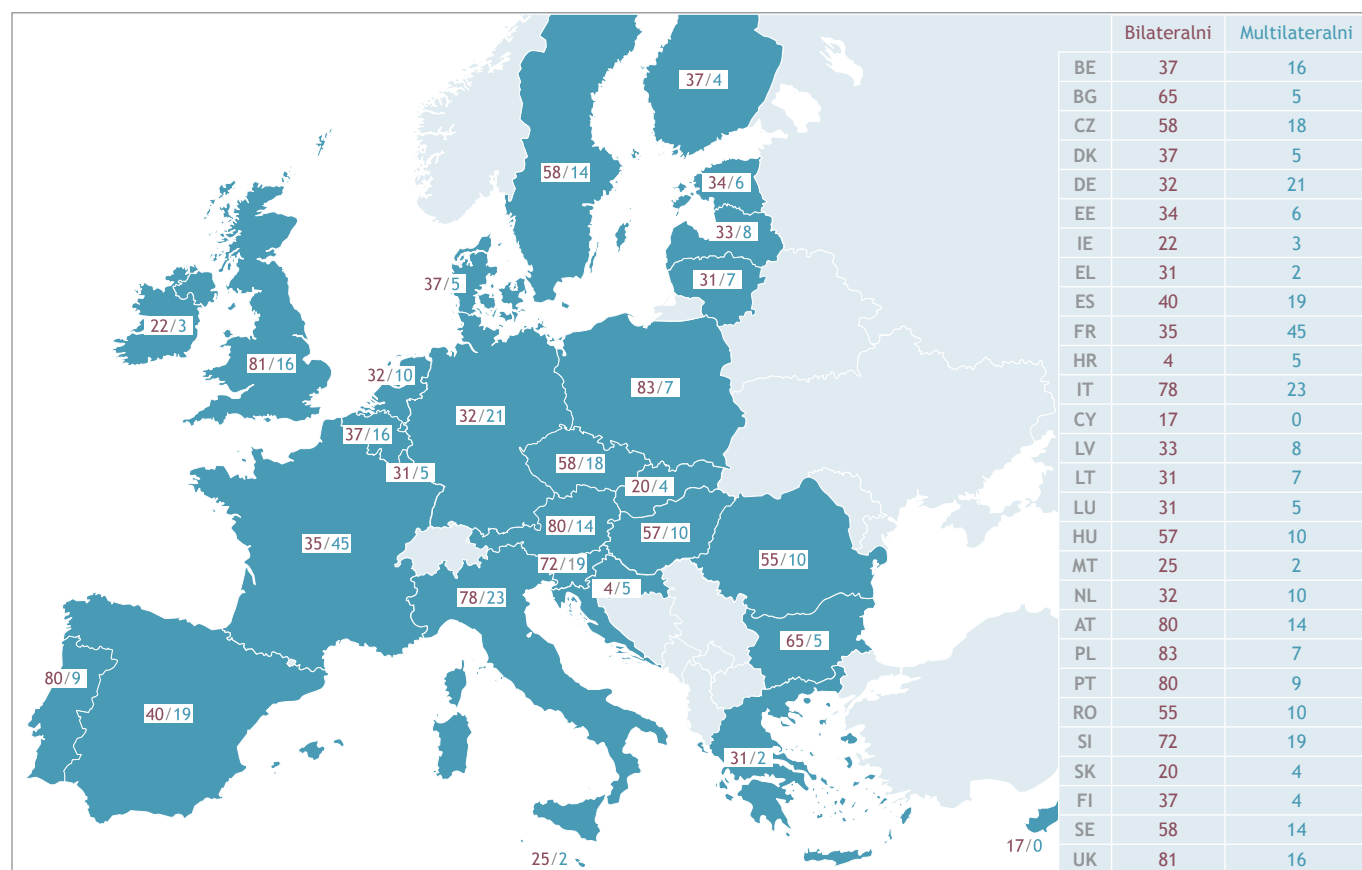 37/4
58/14
34/6
33/8
37/5
31/7
22/3
81/16
32/10
83/7
32/21
37/16
58/18
31/5
20/4
80/14
57/10
35/45
55/10
72/19
4/5
78/23
65/5
80/9
40/19
31/2
17/0
25/2
Bilateralni Multilateralni
BE 37 16
BG 65 5
CZ 58 18
DK 37 5
DE 32 21
EE 34 6
IE 22 3
EL 31 2
ES 40 19
FR 35 45
HR 4 5
IT 78 23
CY 17 0
LV 33 8
LT 31 7
LU 31 5
HU 57 10
MT 25 2
NL 32 10
AT 80 14
PL 83 7
PT 80 9
RO 55 10
SI 72 19
SK 20 4
FI 37 4
SE 58 14
UK 81 16